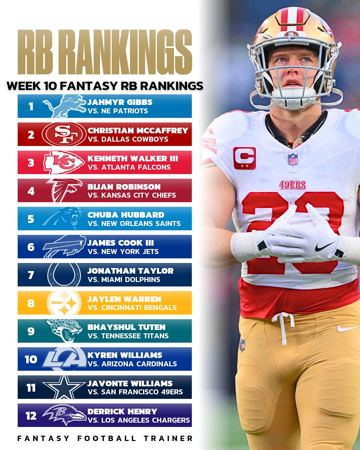 RB RANKINGS
WEEK 10 FANTASY RB RANKINGS
1 JAHMYR GIBBS
VS. NE PATRIOTS
2 CHRISTIAN MCCAFFREY
VS. DALLAS COWBOYS
3 KENNETH WALKER III
VS. ATLANTA FALCONS
4 BIJAN ROBINSON
VS. KANSAS CITY CHIEFS
5 CHUBA HUBBARD
VS. NEW ORLEANS SAINTS
6 JAMES COOK III
VS. NEW YORK JETS
7 JONATHAN TAYLOR
VS. MIAMI DOLPHINS
8 JAYLEN WARREN
VS. CINCINNATI BENGALS
9 BHAYSHUL TUTEN
VS. TENNESSEE TITANS
10 KYREN WILLIAMS
VS. ARIZONA CARDINALS
11 JAVONTE WILLIAMS
VS. SAN FRANCISCO 49ERS
12 DERRICK HENRY
VS. LOS ANGELES CHARGERS
FANTASY FOOTBALL TRAINER
49ERS
23